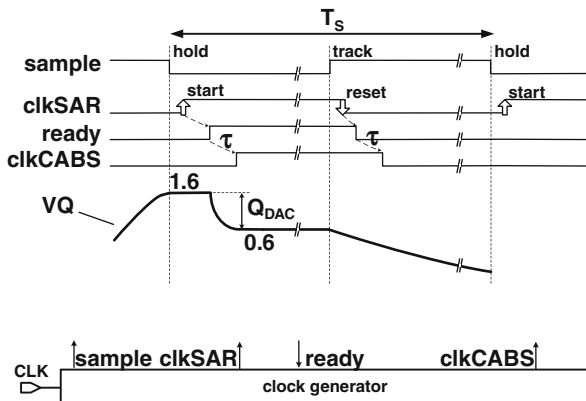 T_S
hold track hold
sample
start reset start
clkSAR
ready
τ τ
clkCABS
1.6
VQ
Q_DAC
0.6
sample clkSAR ready clkCABS
CLK
clock generator